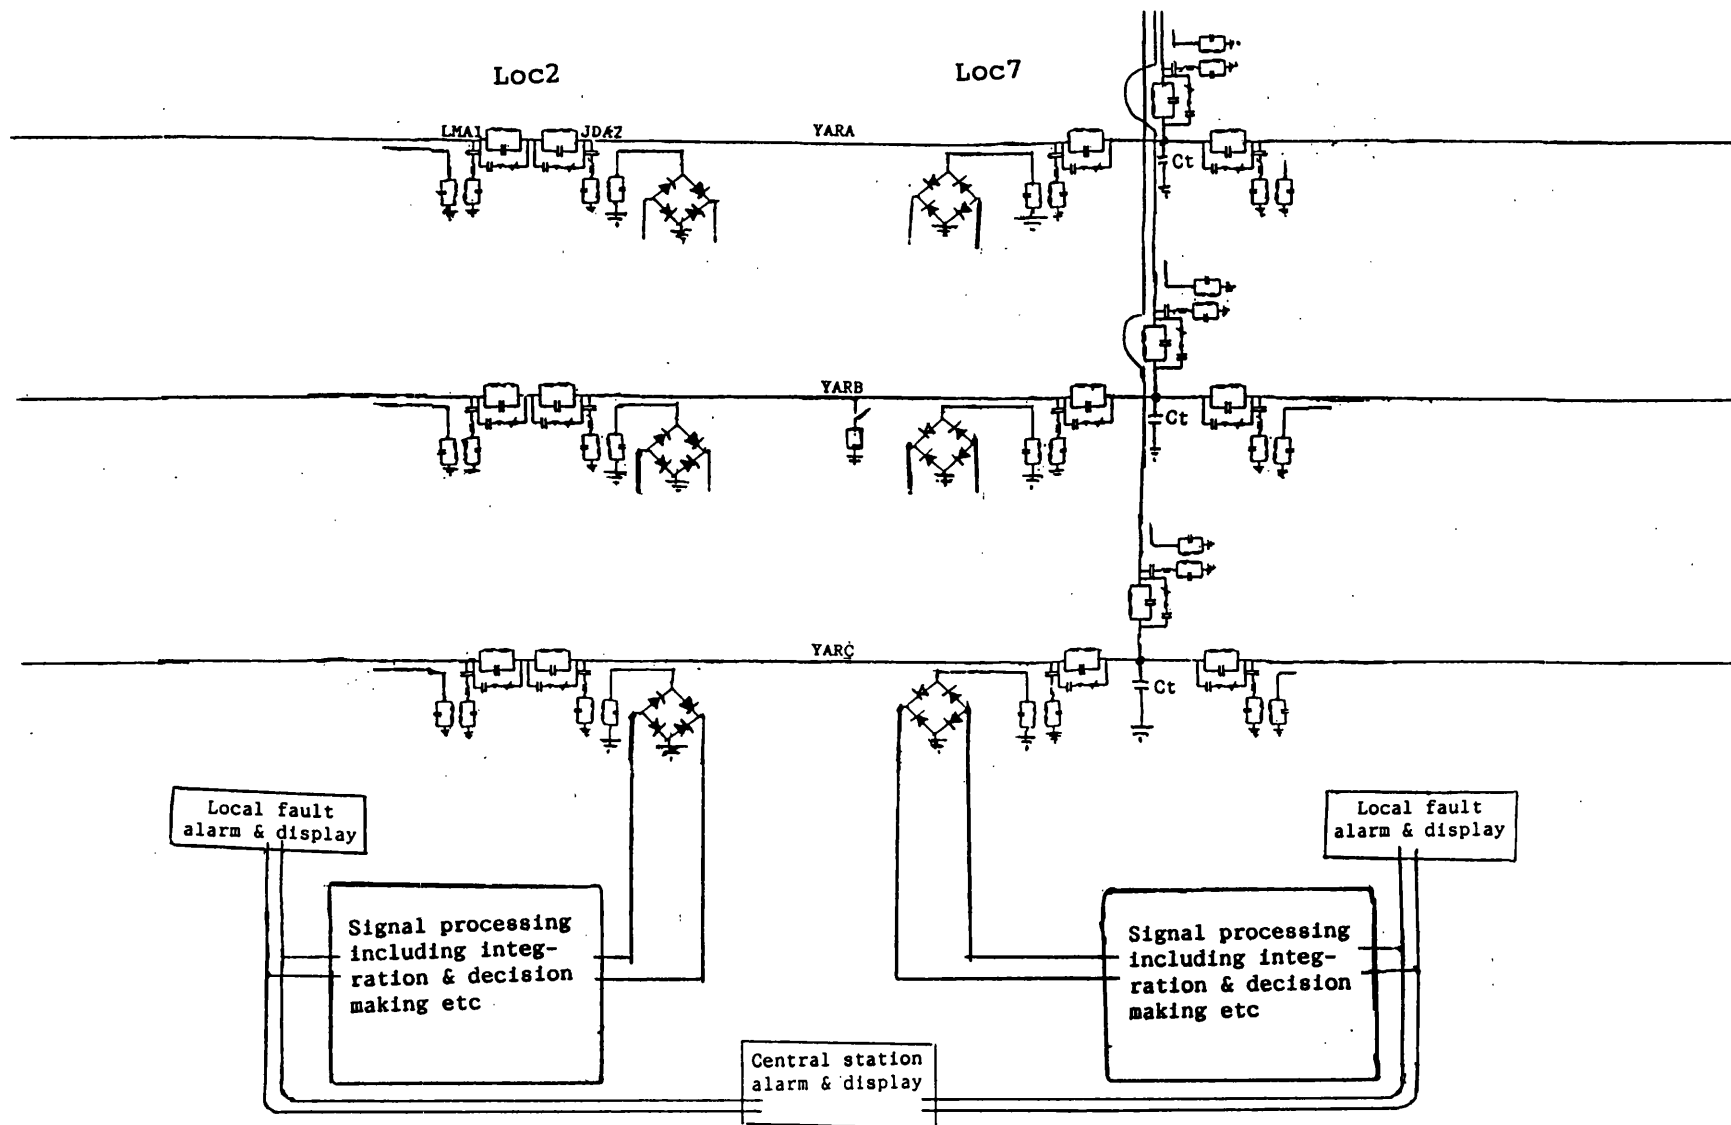 Loc2
Loc7
LMA1
JDA2
YARA
Ct
YARB
Ct
YARC
Ct
Local fault
alarm & display
Local fault
alarm & display
Signal processing
including integ-
ration & decision
making etc
Signal processing
including integ-
ration & decision
making etc
Central station
alarm & display